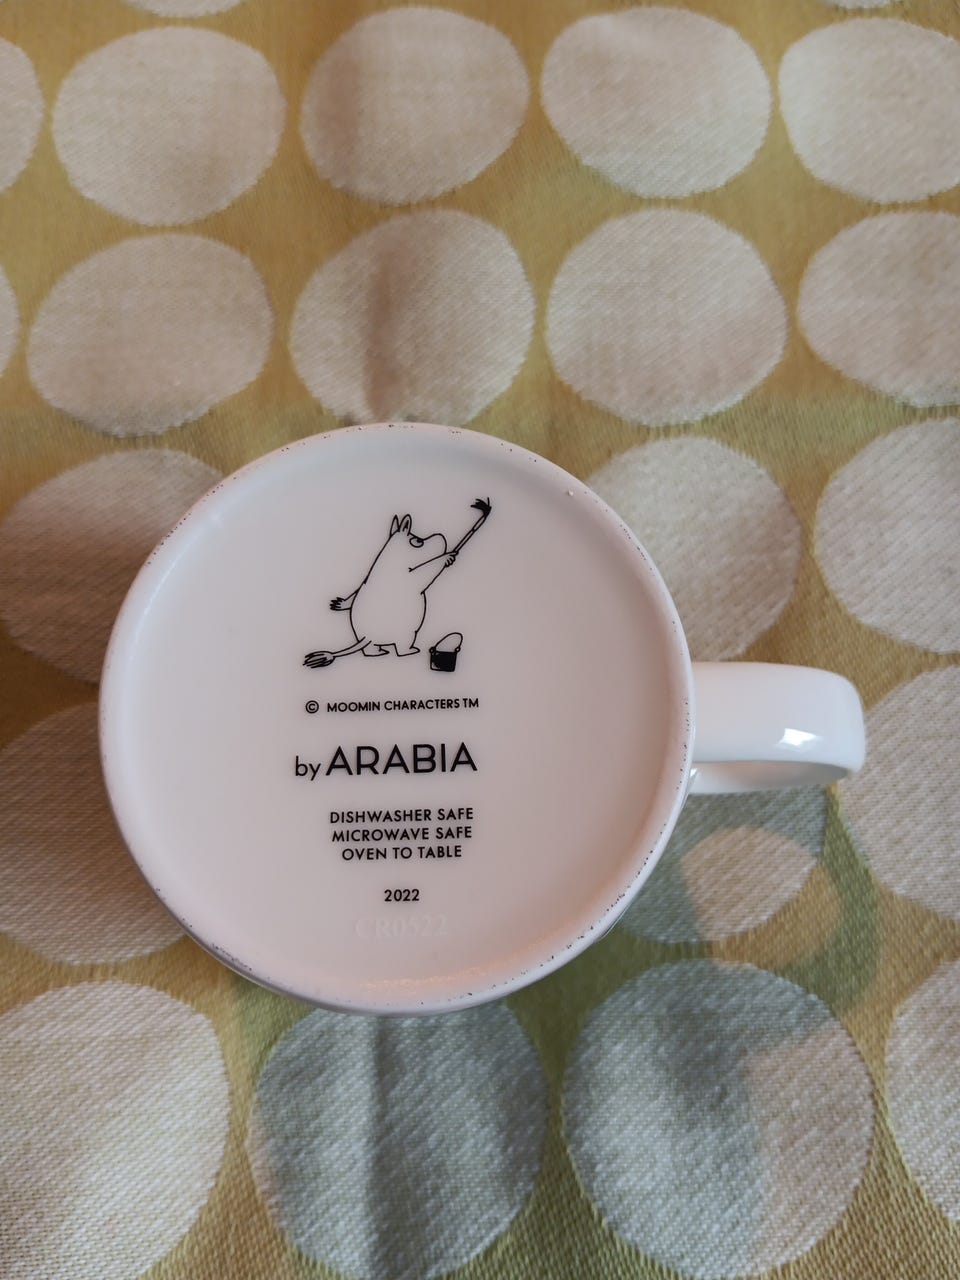 © MOOMIN CHARACTERS TM
by ARABIA
DISHWASHER SAFE
MICROWAVE SAFE
OVEN TO TABLE
2022
CR0522